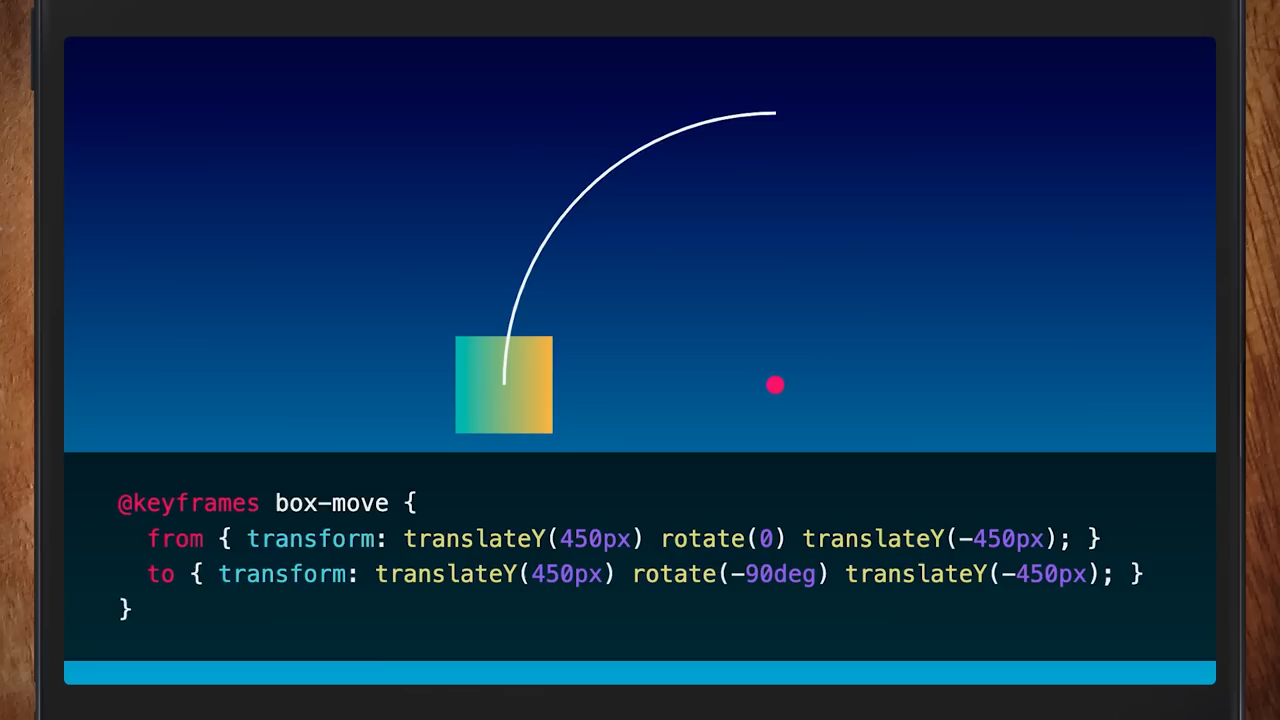 @keyframes box-move {
from { transform: translateY(450px) rotate(0) translateY(-450px); }
to { transform: translateY(450px) rotate(-90deg) translateY(-450px); }
}